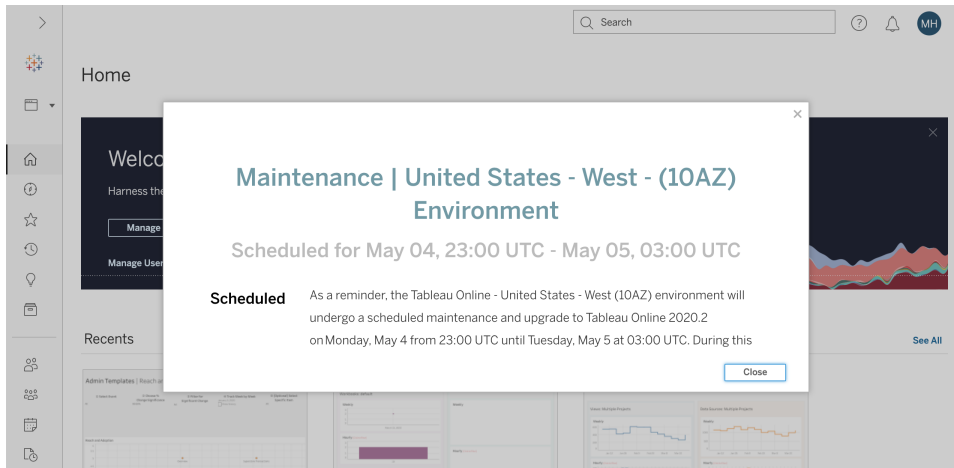 Search
MH
Home
Welco
Harness the
Manage
Manage User
Maintenance | United States - West - (10AZ)
Environment
Scheduled for May 04, 23:00 UTC - May 05, 03:00 UTC
Scheduled
As a reminder, the Tableau Online - United States - West (10AZ) environment will
undergo a scheduled maintenance and upgrade to Tableau Online 2020.2
on Monday, May 4 from 23:00 UTC until Tuesday, May 5 at 03:00 UTC. During this
Close
Recents
See All
Admin Templates | Reach an